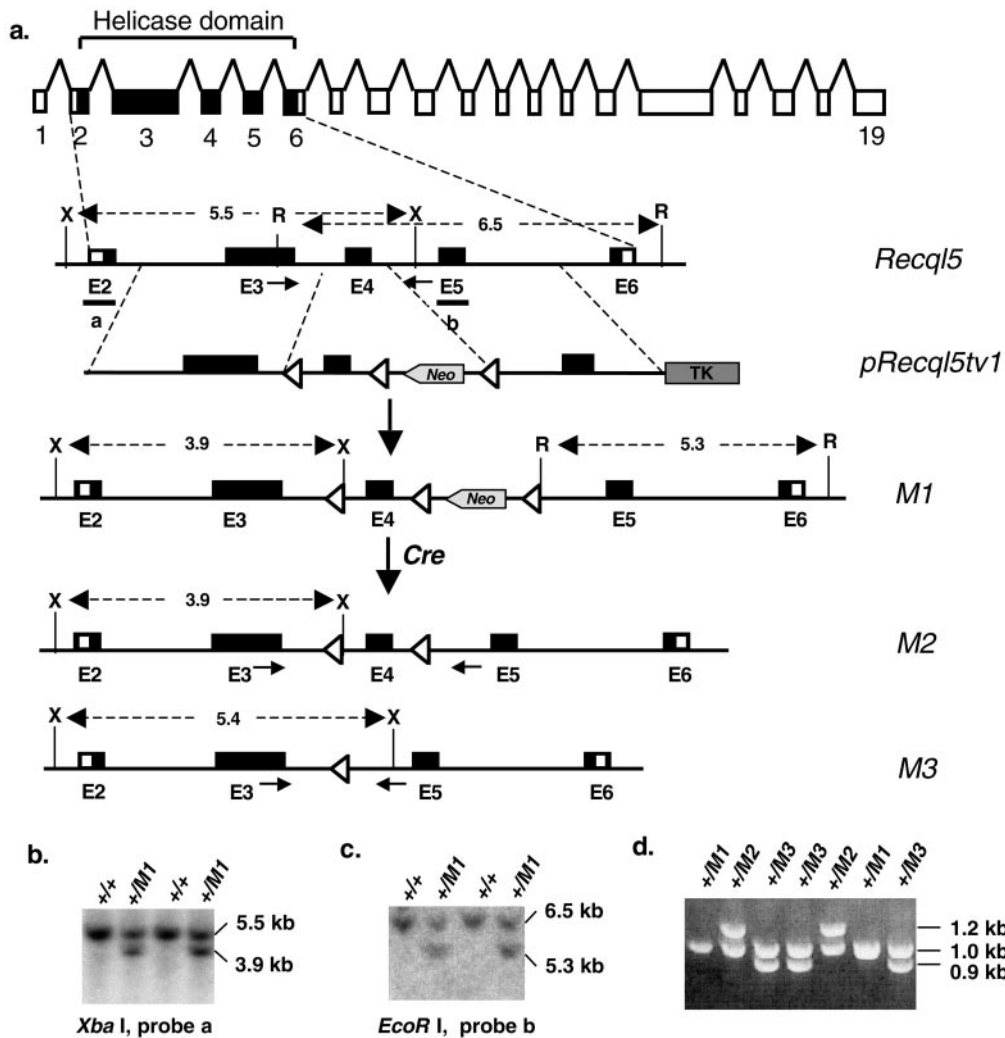 a.
Helicase domain
1 2 3 4 5 6 19
X 5.5 R X 6.5 R
Recql5
E2 E3 E4 E5 E6
a b
Neo TK
pRecql5tv1
X 3.9 X R 5.3 R
Neo
M1
E2 E3 E4 E5 E6
Cre
X 3.9 X
M2
E2 E3 E4 E5 E6
X 5.4 X
M3
E2 E3 E5 E6
b.
+/+ +/M1 +/+ +/M1
5.5 kb
3.9 kb
Xba I, probe a
c.
+/+ +/M1 +/+ +/M1
6.5 kb
5.3 kb
EcoR I, probe b
d.
+/M1 +/M2 +/M3 +/M3 +/M2 +/M1 +/M3
1.2 kb
1.0 kb
0.9 kb